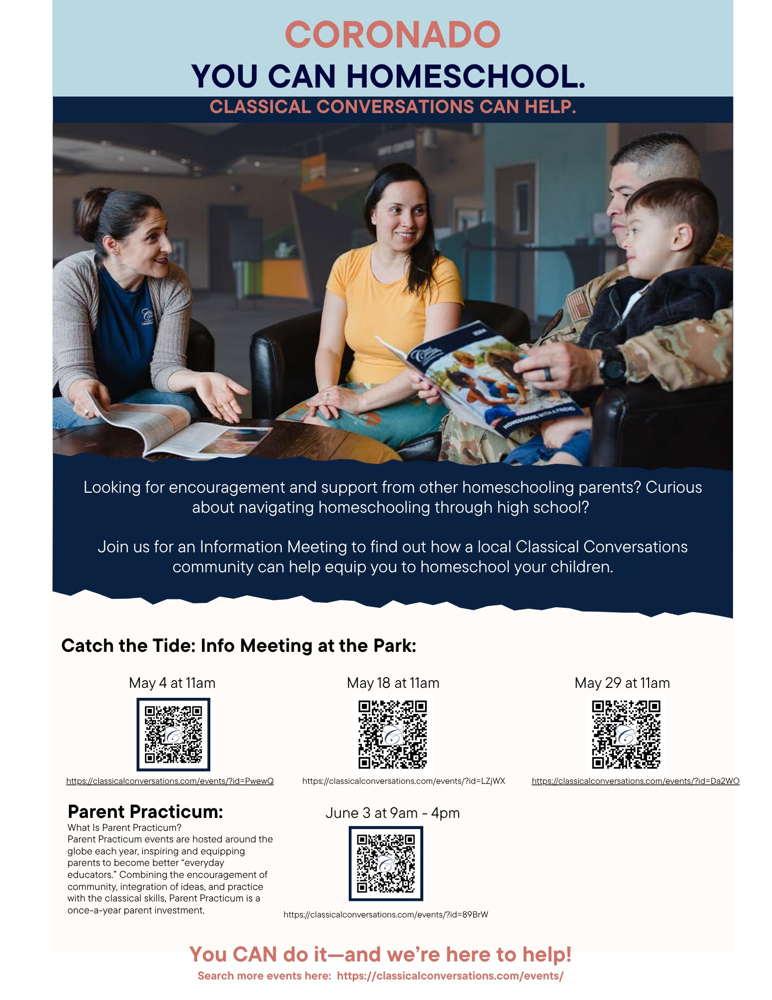 CORONADO
YOU CAN HOMESCHOOL.
CLASSICAL CONVERSATIONS CAN HELP.
INFO CENTER
HOMESCHOOL WITH A FRIEND
Looking for encouragement and support from other homeschooling parents? Curious
about navigating homeschooling through high school?
Join us for an Information Meeting to find out how a local Classical Conversations
community can help equip you to homeschool your children.
Catch the Tide: Info Meeting at the Park:
May 4 at 11am
May 18 at 11am
May 29 at 11am
https://classicalconversations.com/events/?id=PwewQ
https://classicalconversations.com/events/?id=LZjWX
https://classicalconversations.com/events/?id=Da2WO
Parent Practicum:
What Is Parent Practicum?
Parent Practicum events are hosted around the
globe each year, inspiring and equipping
parents to become better “everyday
educators.” Combining the encouragement of
community, integration of ideas, and practice
with the classical skills, Parent Practicum is a
once-a-year parent investment.
June 3 at 9am - 4pm
https://classicalconversations.com/events/?id=89BrW
You CAN do it—and we’re here to help!
Search more events here: https://classicalconversations.com/events/